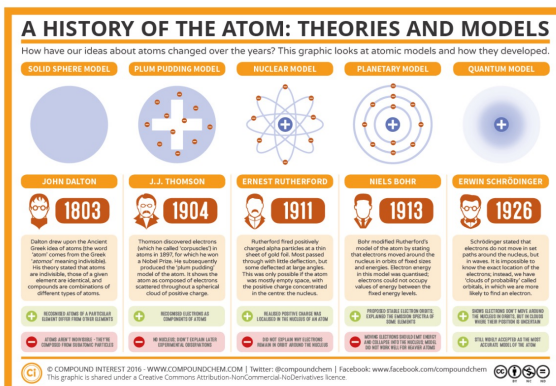 A HISTORY OF THE ATOM: THEORIES AND MODELS
How have our ideas about atoms changed over the years? This graphic looks at atomic models and how they developed.
SOLID SPHERE MODEL
PLUM PUDDING MODEL
NUCLEAR MODEL
PLANETARY MODEL
QUANTUM MODEL
JOHN DALTON
1803
Dalton drew upon the Ancient
Greek idea of atoms (the word
'atom' comes from the Greek
'atomos' meaning indivisible).
His theory stated that atoms
are indivisible, those of a given
element are identical, and
compounds are combinations of
different types of atoms.
RECOGNISED ATOMS OF A PARTICULAR
ELEMENT DIFFER FROM OTHER ELEMENTS
ATOMS AREN'T INDIVISIBLE – THEY'RE
COMPOSED FROM SUBATOMIC PARTICLES
J.J. THOMSON
1904
Thomson discovered electrons
(which he called 'corpuscles') in
atoms in 1897, for which he won
a Nobel Prize. He subsequently
produced the 'plum pudding'
model of the atom. It shows the
atom as composed of electrons
scattered throughout a spherical
cloud of positive charge.
RECOGNISED ELECTRONS AS
COMPONENTS OF ATOMS
NO NUCLEUS; DIDN'T EXPLAIN LATER
EXPERIMENTAL OBSERVATIONS
ERNEST RUTHERFORD
1911
Rutherford fired positively
charged alpha particles at a thin
sheet of gold foil. Most passed
through with little deflection, but
some deflected at large angles.
This was only possible if the atom
was mostly empty space, with
the positive charge concentrated
in the centre: the nucleus.
REALISED POSITIVE CHARGE WAS
LOCALISED IN THE NUCLEUS OF AN ATOM
DID NOT EXPLAIN WHY ELECTRONS
REMAIN IN ORBIT AROUND THE NUCLEUS
NIELS BOHR
1913
Bohr modified Rutherford's
model of the atom by stating
that electrons moved around the
nucleus in orbits of fixed sizes
and energies. Electron energy
in this model was quantised;
electrons could not occupy
values of energy between the
fixed energy levels.
PROPOSED STABLE ELECTRON ORBITS;
EXPLAINED THE EMISSION SPECTRA OF
SOME ELEMENTS
MOVING ELECTRONS SHOULD EMIT ENERGY
AND COLLAPSE INTO THE NUCLEUS; MODEL
DID NOT WORK WELL FOR HEAVIER ATOMS
ERWIN SCHRÖDINGER
1926
Schrödinger stated that
electrons do not move in set
paths around the nucleus, but
in waves. It is impossible to
know the exact location of the
electrons; instead, we have
'clouds of probability' called
orbitals, in which we are more
likely to find an electron.
SHOWS ELECTRONS DON'T MOVE AROUND
THE NUCLEUS IN ORBITS, BUT IN CLOUDS
WHERE THEIR POSITION IS UNCERTAIN
STILL WIDELY ACCEPTED AS THE MOST
ACCURATE MODEL OF THE ATOM
Ci
© COMPOUND INTEREST 2016 - WWW.COMPOUNDCHEM.COM | Twitter: @compoundchem | Facebook: www.facebook.com/compoundchem
This graphic is shared under a Creative Commons Attribution-NonCommercial-NoDerivatives licence.
CC
BY NC ND